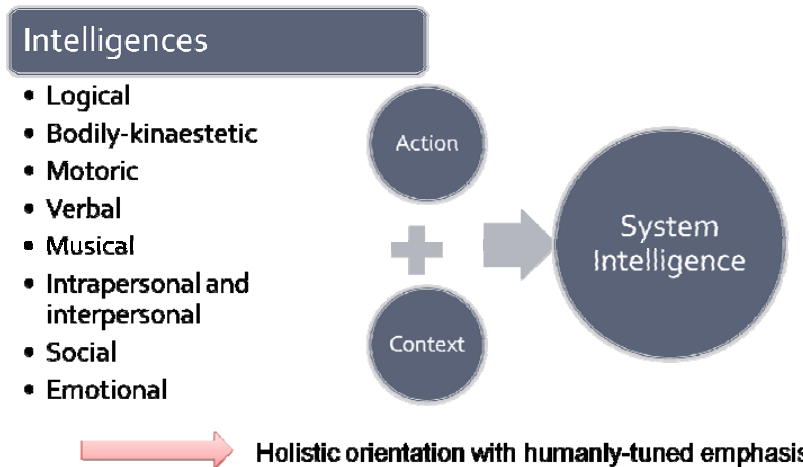 Intelligences
• Logical
• Bodily-kinaestetic
• Motoric
• Verbal
• Musical
• Intrapersonal and
interpersonal
• Social
• Emotional
Action
+
Context
System
Intelligence
Holistic orientation with humanly-tuned emphasis